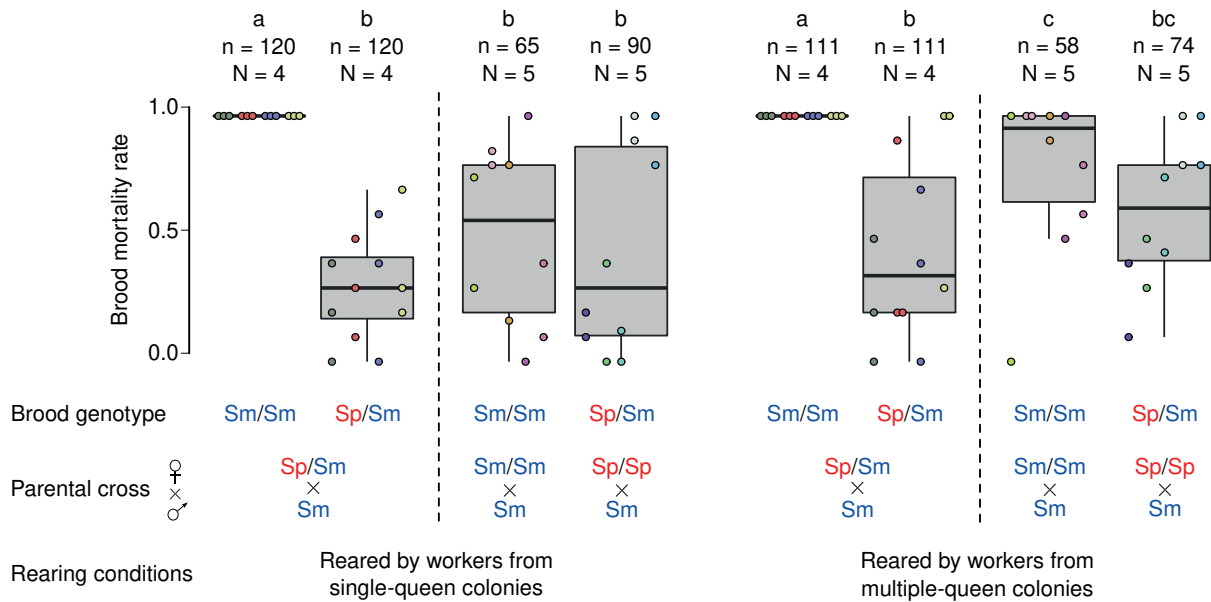 a b b b a b c bc
n = 120 n = 120 n = 65 n = 90 n = 111 n = 111 n = 58 n = 74
N = 4 N = 4 N = 5 N = 5 N = 4 N = 4 N = 5 N = 5
Brood mortality rate
1.0
0.5
0.0
Brood genotype Sm/Sm Sp/Sm Sm/Sm Sp/Sm Sm/Sm Sp/Sm Sm/Sm Sp/Sm
Parental cross ♀ × ♂
Sp/Sm Sm/Sm Sp/Sp Sp/Sm Sm/Sm Sp/Sp
× × × × × ×
Sm Sm Sm Sm Sm Sm
Rearing conditions
Reared by workers from
single-queen colonies
Reared by workers from
multiple-queen colonies